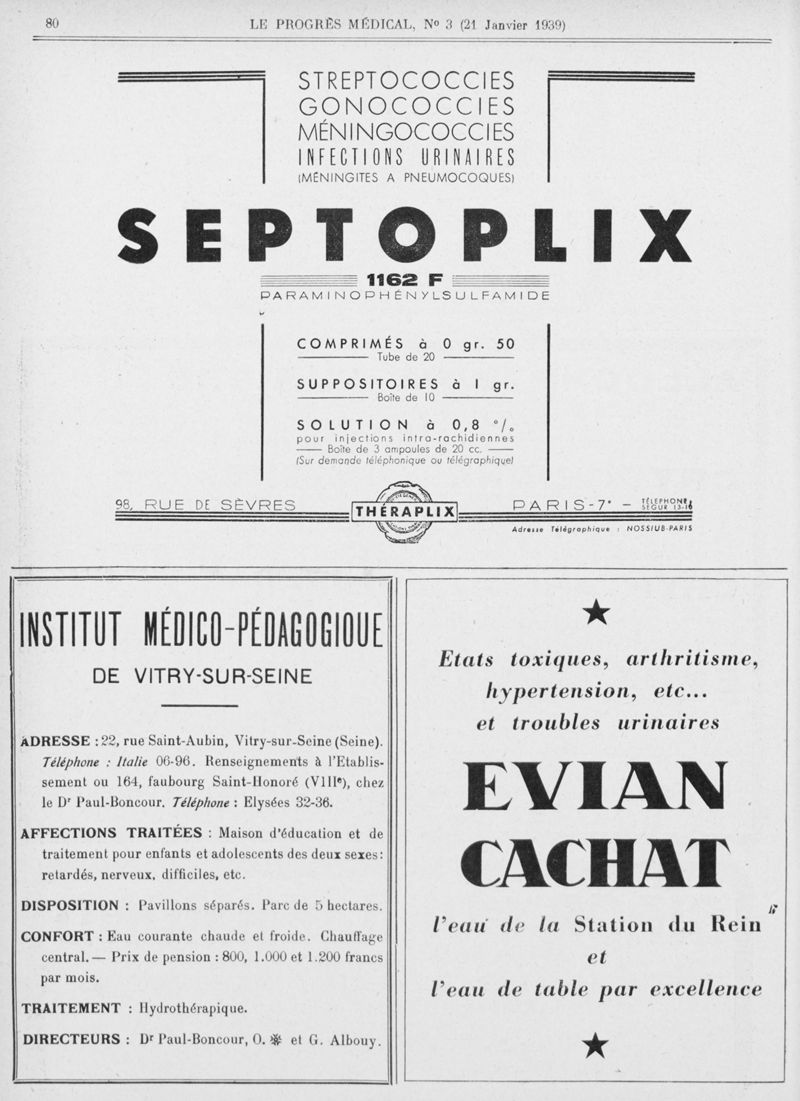 80
LE PROGRÈS MÉDICAL, Nº 3 (21 Janvier 1939)
STREPTOCOCCIES
GONOCOCCIES
MÉNINGOCOCCIES
INFECTIONS URINAIRES
(MÉNINGITES A PNEUMOCOQUES)
SEPTOPLIX
1162 F
PARAMINOPHÉNYLSULFAMIDE
COMPRIMÉS à 0 gr. 50
Tube de 20
SUPPOSITOIRES à 1 gr.
Boîte de 10
SOLUTION à 0,8 %
pour injections intra-rachidiennes
Boîte de 3 ampoules de 20 cc.
(Sur demande téléphonique ou télégraphique)
98, RUE DE SÈVRES
THÉRAPLIX
PARIS-7e - TÉLÉPHONE
SÉGUR 13-10
Adresse Télégraphique : NOSSIUB-PARIS
INSTITUT MÉDICO-PÉDAGOGIQUE
DE VITRY-SUR-SEINE
ADRESSE : 22, rue Saint-Aubin, Vitry-sur-Seine (Seine).
Téléphone : Italie 06-96. Renseignements à l'Etablis-
sement ou 164, faubourg Saint-Honoré (VIIIe), chez
le Dr Paul-Boncour. Téléphone : Elysées 32-36.
AFFECTIONS TRAITÉES : Maison d'éducation et de
traitement pour enfants et adolescents des deux sexes :
retardés, nerveux, difficiles, etc.
DISPOSITION : Pavillons séparés. Parc de 5 hectares.
CONFORT : Eau courante chaude et froide. Chauffage
central. — Prix de pension : 800, 1.000 et 1.200 francs
par mois.
TRAITEMENT : Hydrothérapique.
DIRECTEURS : Dr Paul-Boncour, O. ✻ et G. Albouy.
★
Etats toxiques, arthritisme,
hypertension, etc...
et troubles urinaires
EVIAN
CACHAT
l'eau de la Station du Rein
et
l'eau de table par excellence
★